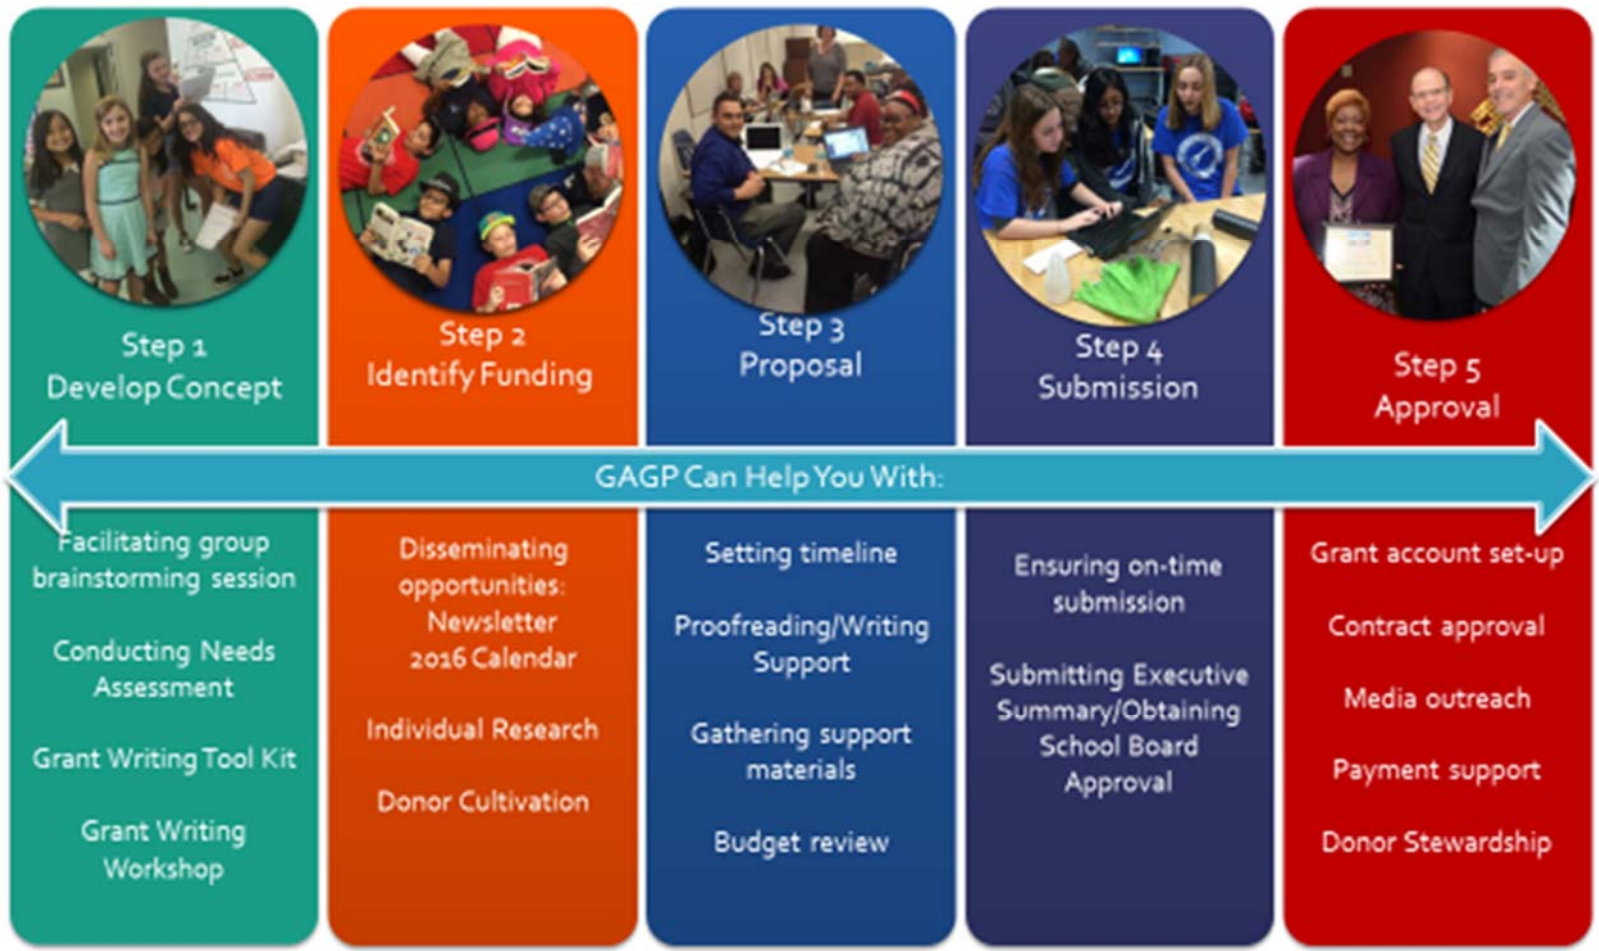 Step 1
Develop Concept
Step 2
Identify Funding
Step 3
Proposal
Step 4
Submission
Step 5
Approval
GAGP Can Help You With:
Facilitating group
brainstorming session
Conducting Needs
Assessment
Grant Writing Tool Kit
Grant Writing
Workshop
Disseminating
opportunities:
Newsletter
2016 Calendar
Individual Research
Donor Cultivation
Setting timeline
Proofreading/Writing
Support
Gathering support
materials
Budget review
Ensuring on-time
submission
Submitting Executive
Summary/Obtaining
School Board
Approval
Grant account set-up
Contract approval
Media outreach
Payment support
Donor Stewardship